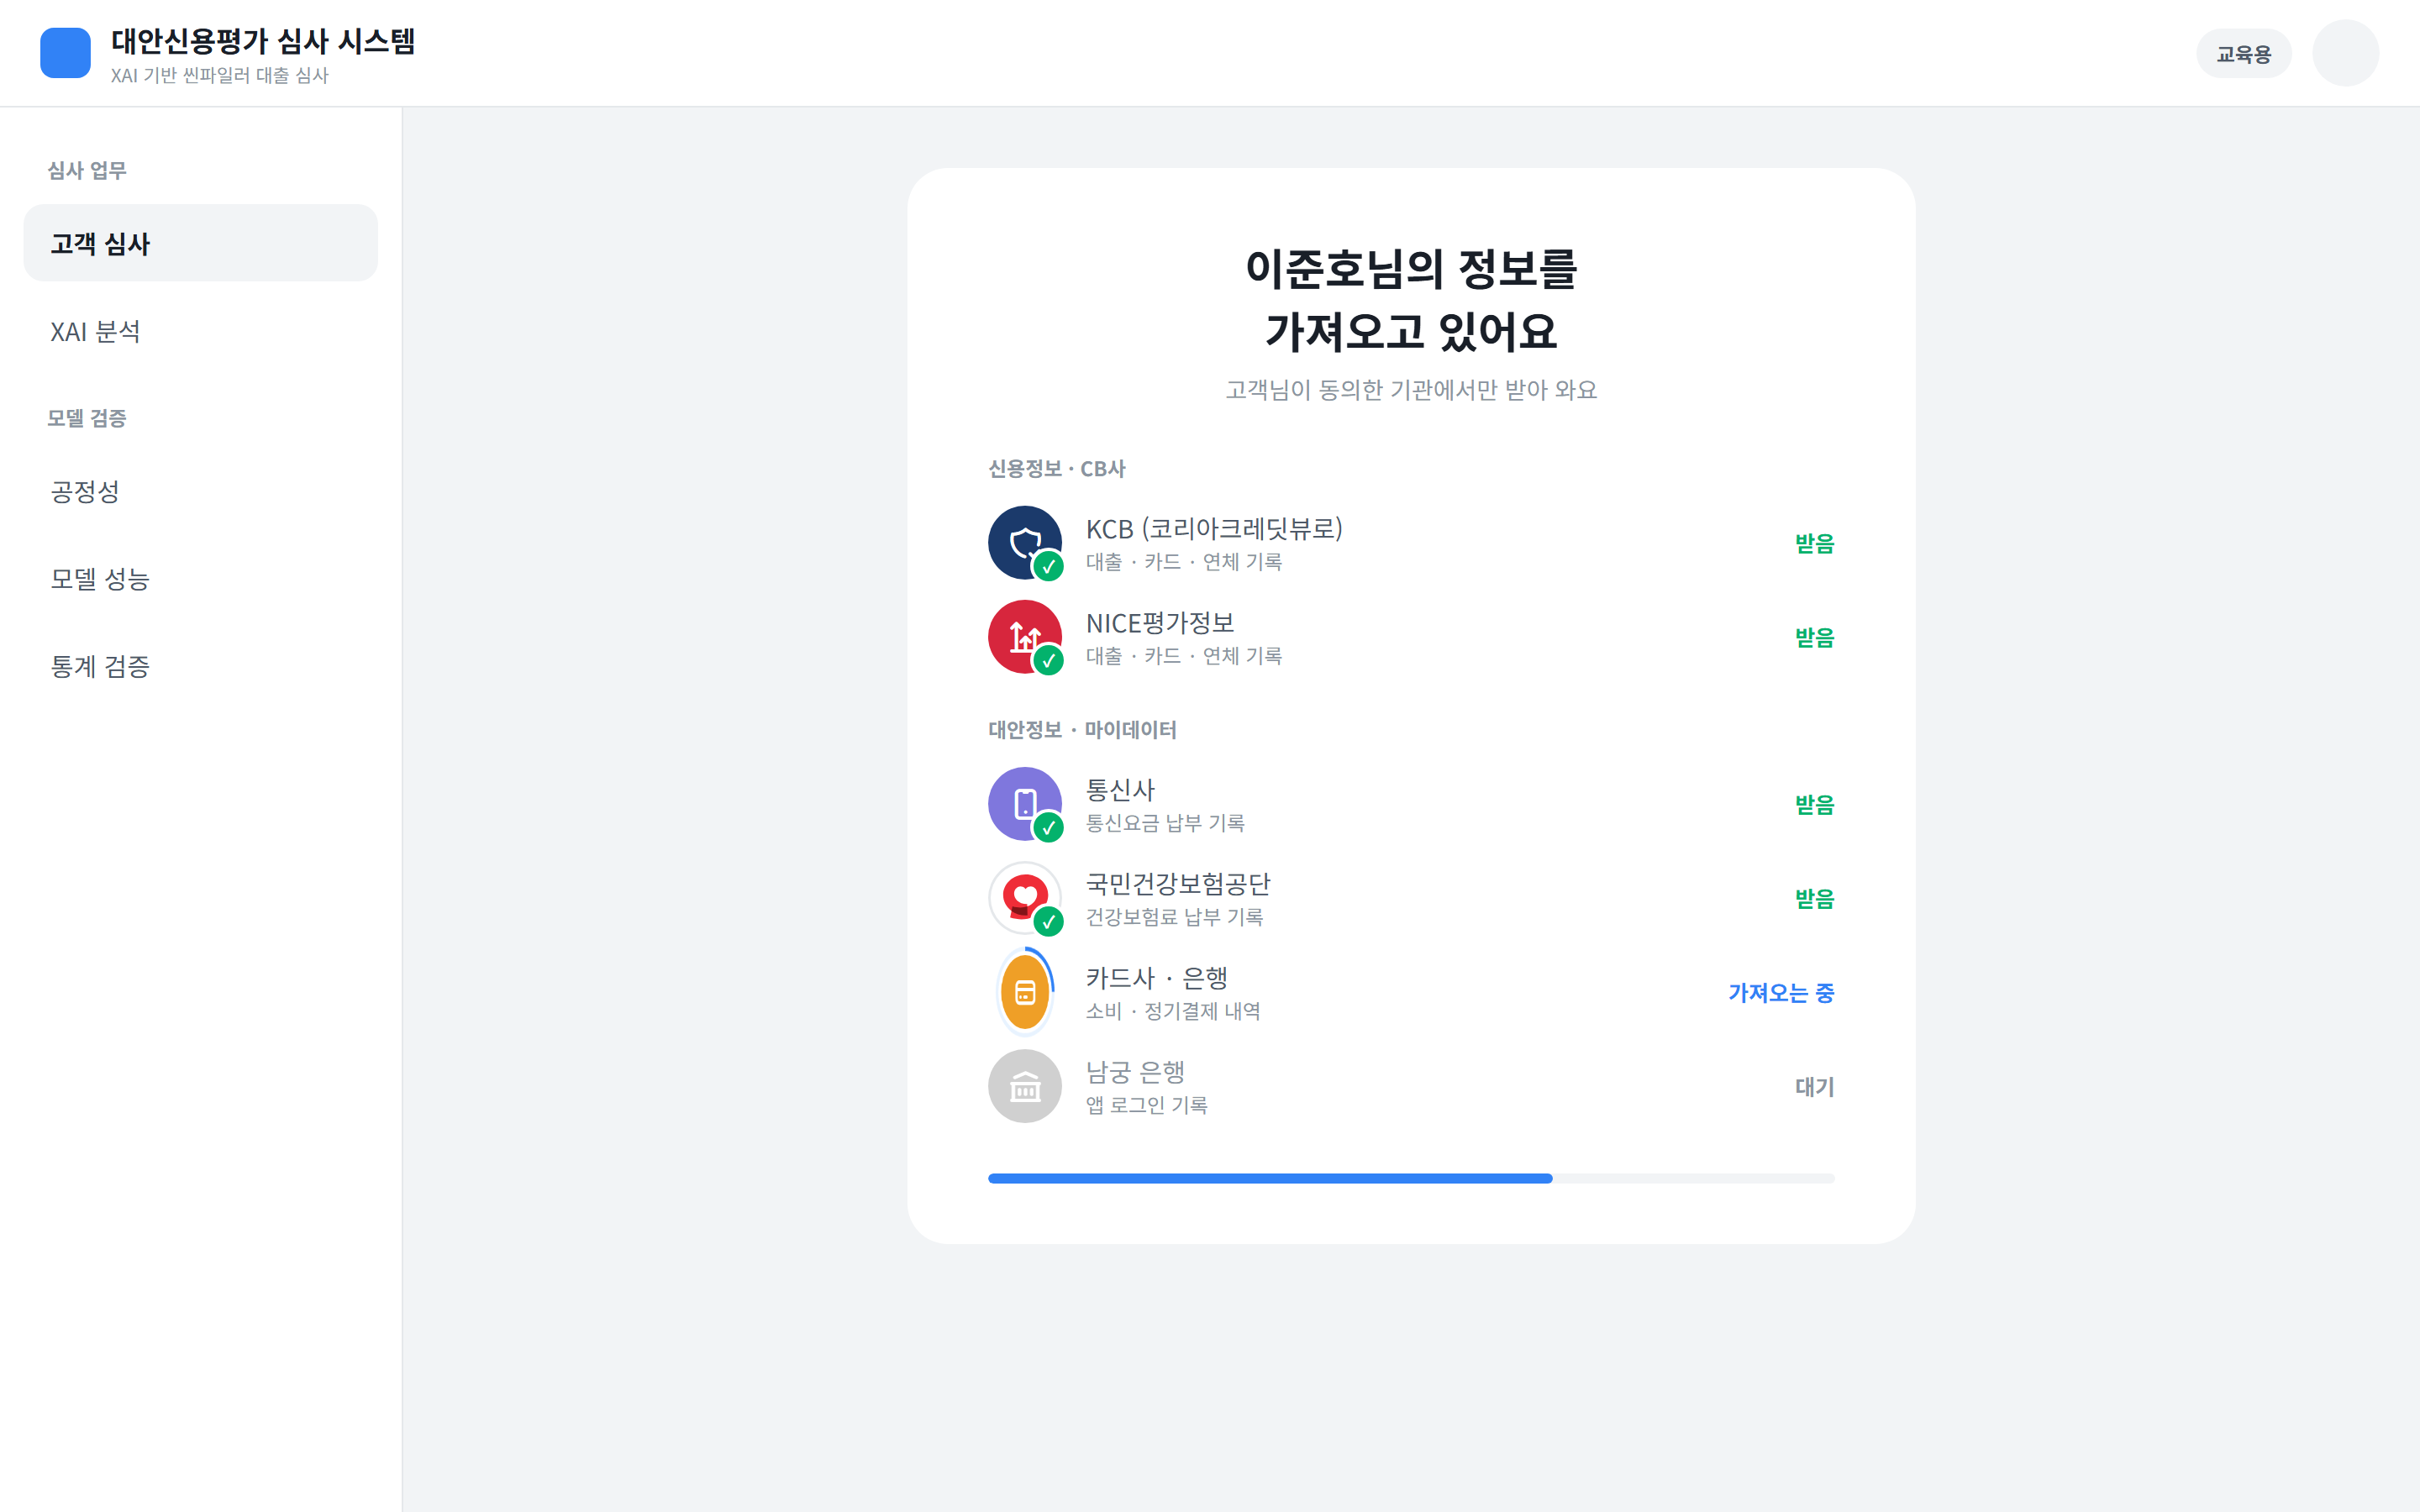 대안신용평가 심사 시스템
XAI 기반 씬파일러 대출 심사
교육용
심사 업무
고객 심사
XAI 분석
모델 검증
공정성
모델 성능
통계 검증
이준호님의 정보를
가져오고 있어요
고객님이 동의한 기관에서만 받아 와요
신용정보 · CB사
KCB (코리아크레딧뷰로)
대출 · 카드 · 연체 기록
받음
NICE평가정보
대출 · 카드 · 연체 기록
받음
대안정보 · 마이데이터
통신사
통신요금 납부 기록
받음
국민건강보험공단
건강보험료 납부 기록
받음
카드사 · 은행
소비 · 정기결제 내역
가져오는 중
남궁 은행
앱 로그인 기록
대기